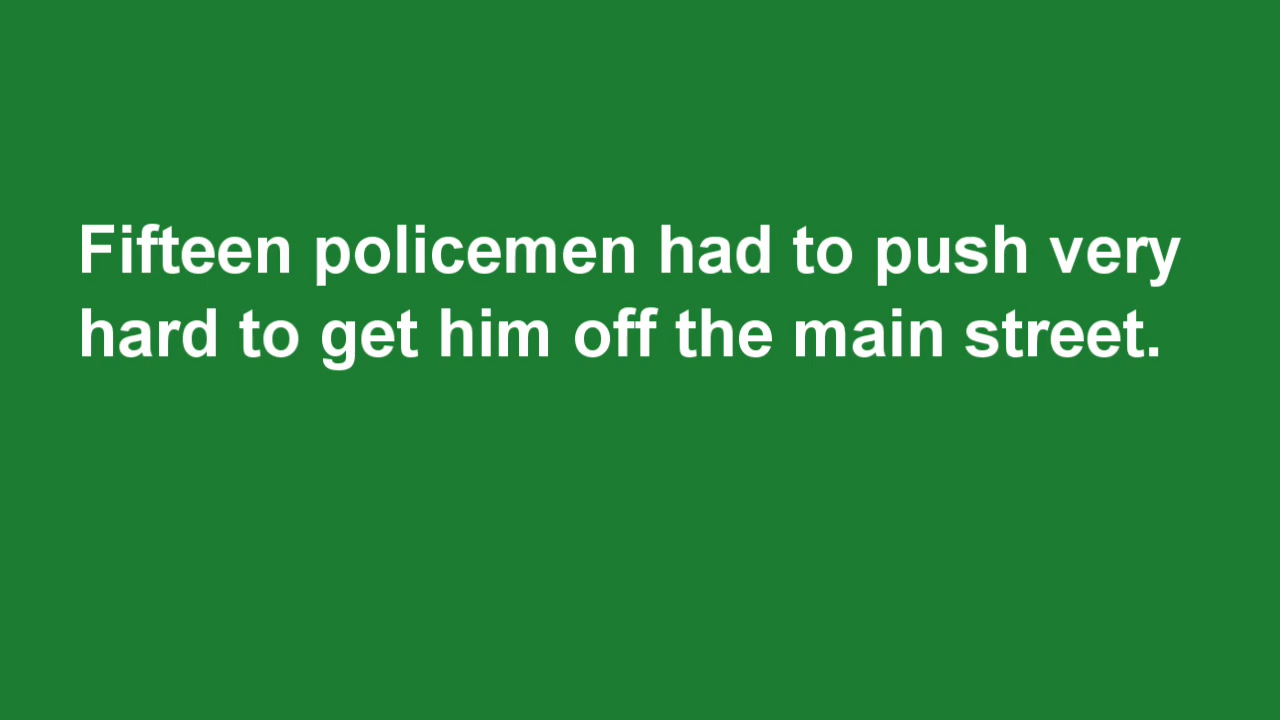 Fifteen policemen had to push very
hard to get him off the main street.